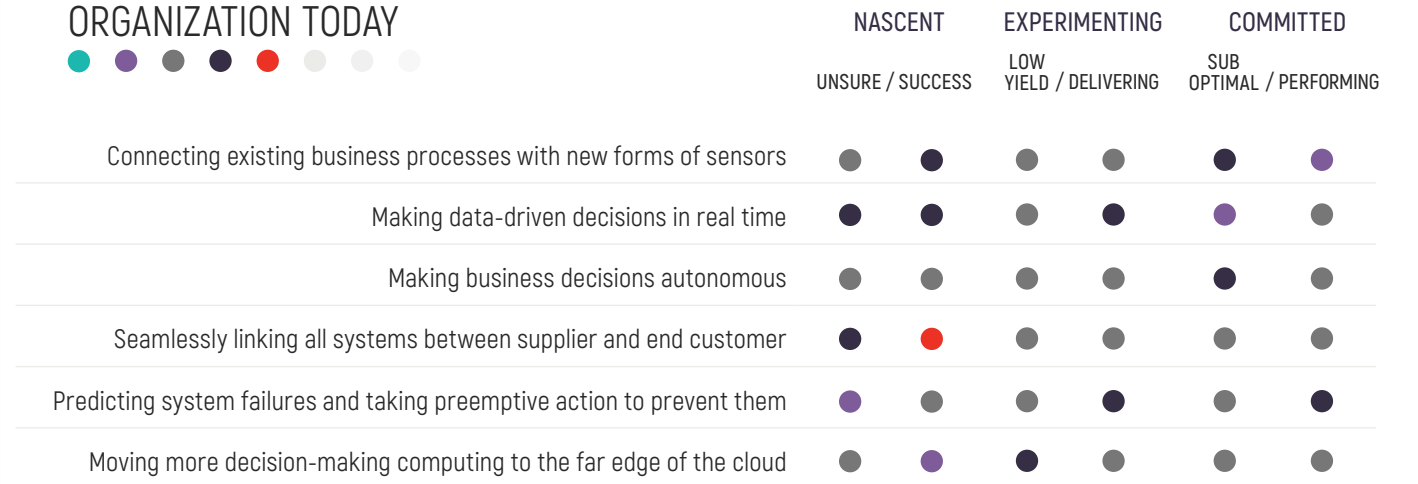 ORGANIZATION TODAY
NASCENT EXPERIMENTING COMMITTED
UNSURE / SUCCESS LOW YIELD / DELIVERING SUB OPTIMAL / PERFORMING
Connecting existing business processes with new forms of sensors
Making data-driven decisions in real time
Making business decisions autonomous
Seamlessly linking all systems between supplier and end customer
Predicting system failures and taking preemptive action to prevent them
Moving more decision-making computing to the far edge of the cloud